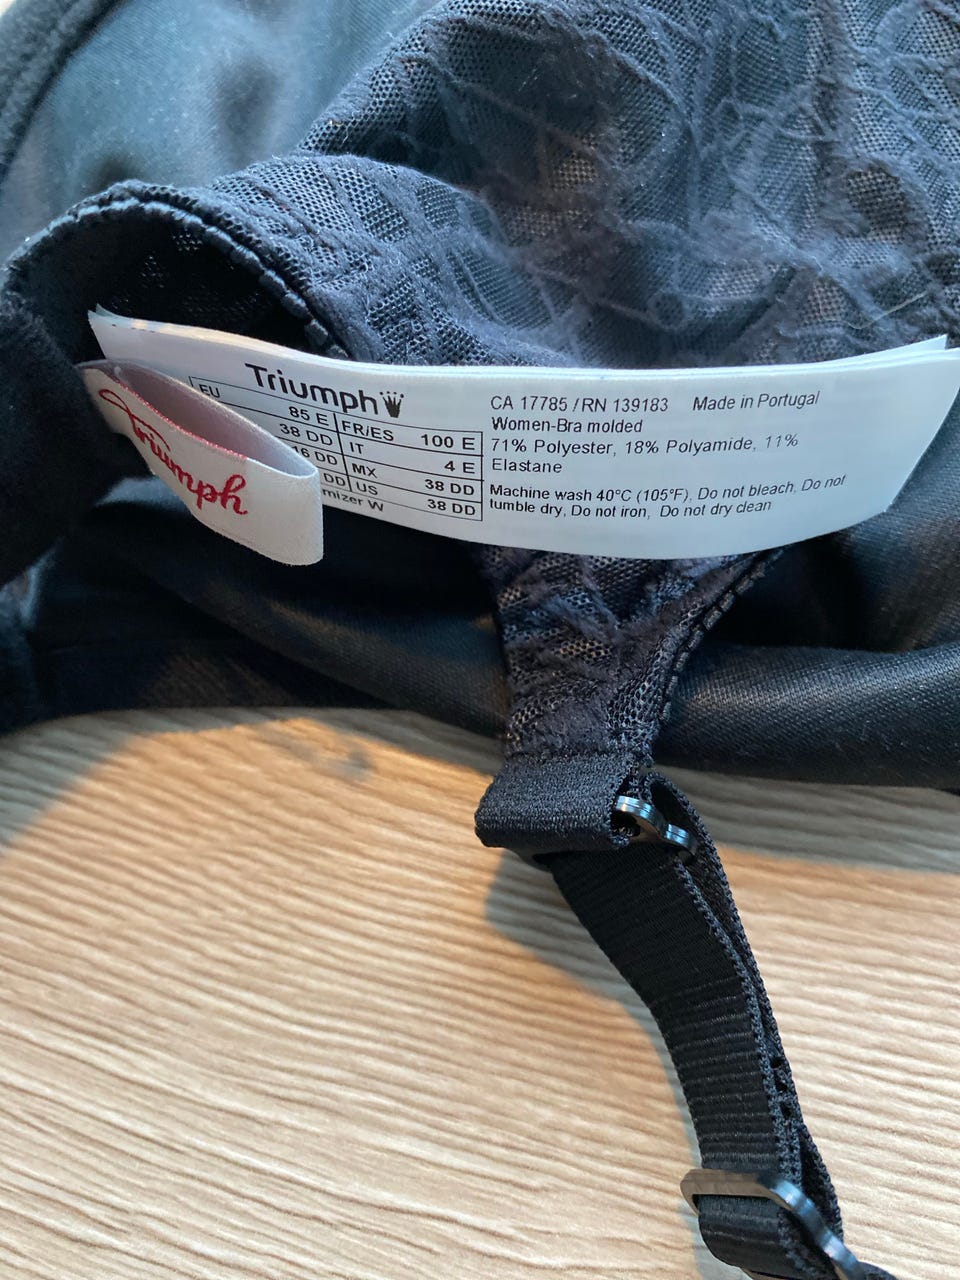 Triumph
EU 85 E FR/ES 100 E
38 DD IT 4 E
DD MX 38 DD
DD US 38 DD
W
CA 17785 / RN 139183 Made in Portugal
Women-Bra molded
71% Polyester, 18% Polyamide, 11%
Elastane
Machine wash 40°C (105°F), Do not bleach, Do not
tumble dry, Do not iron, Do not dry clean
Triumph